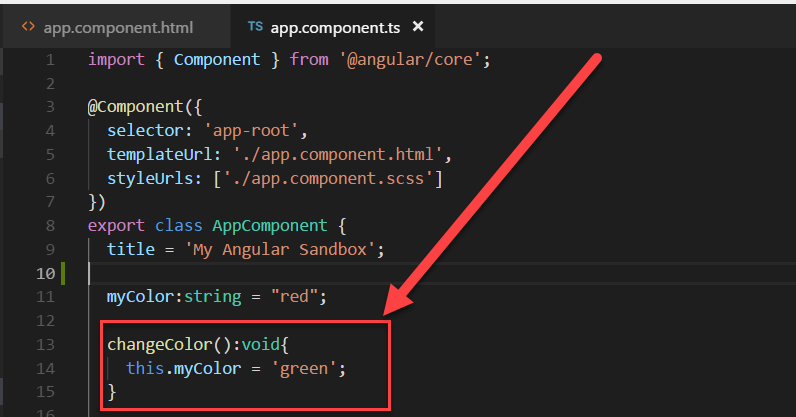 <> app.component.html TS app.component.ts ×
1 import { Component } from '@angular/core';
2
3 @Component({
4 selector: 'app-root',
5 templateUrl: './app.component.html',
6 styleUrls: ['./app.component.scss']
7 })
8 export class AppComponent {
9 title = 'My Angular Sandbox';
10
11 myColor:string = "red";
12
13 changeColor():void{
14 this.myColor = 'green';
15 }
16